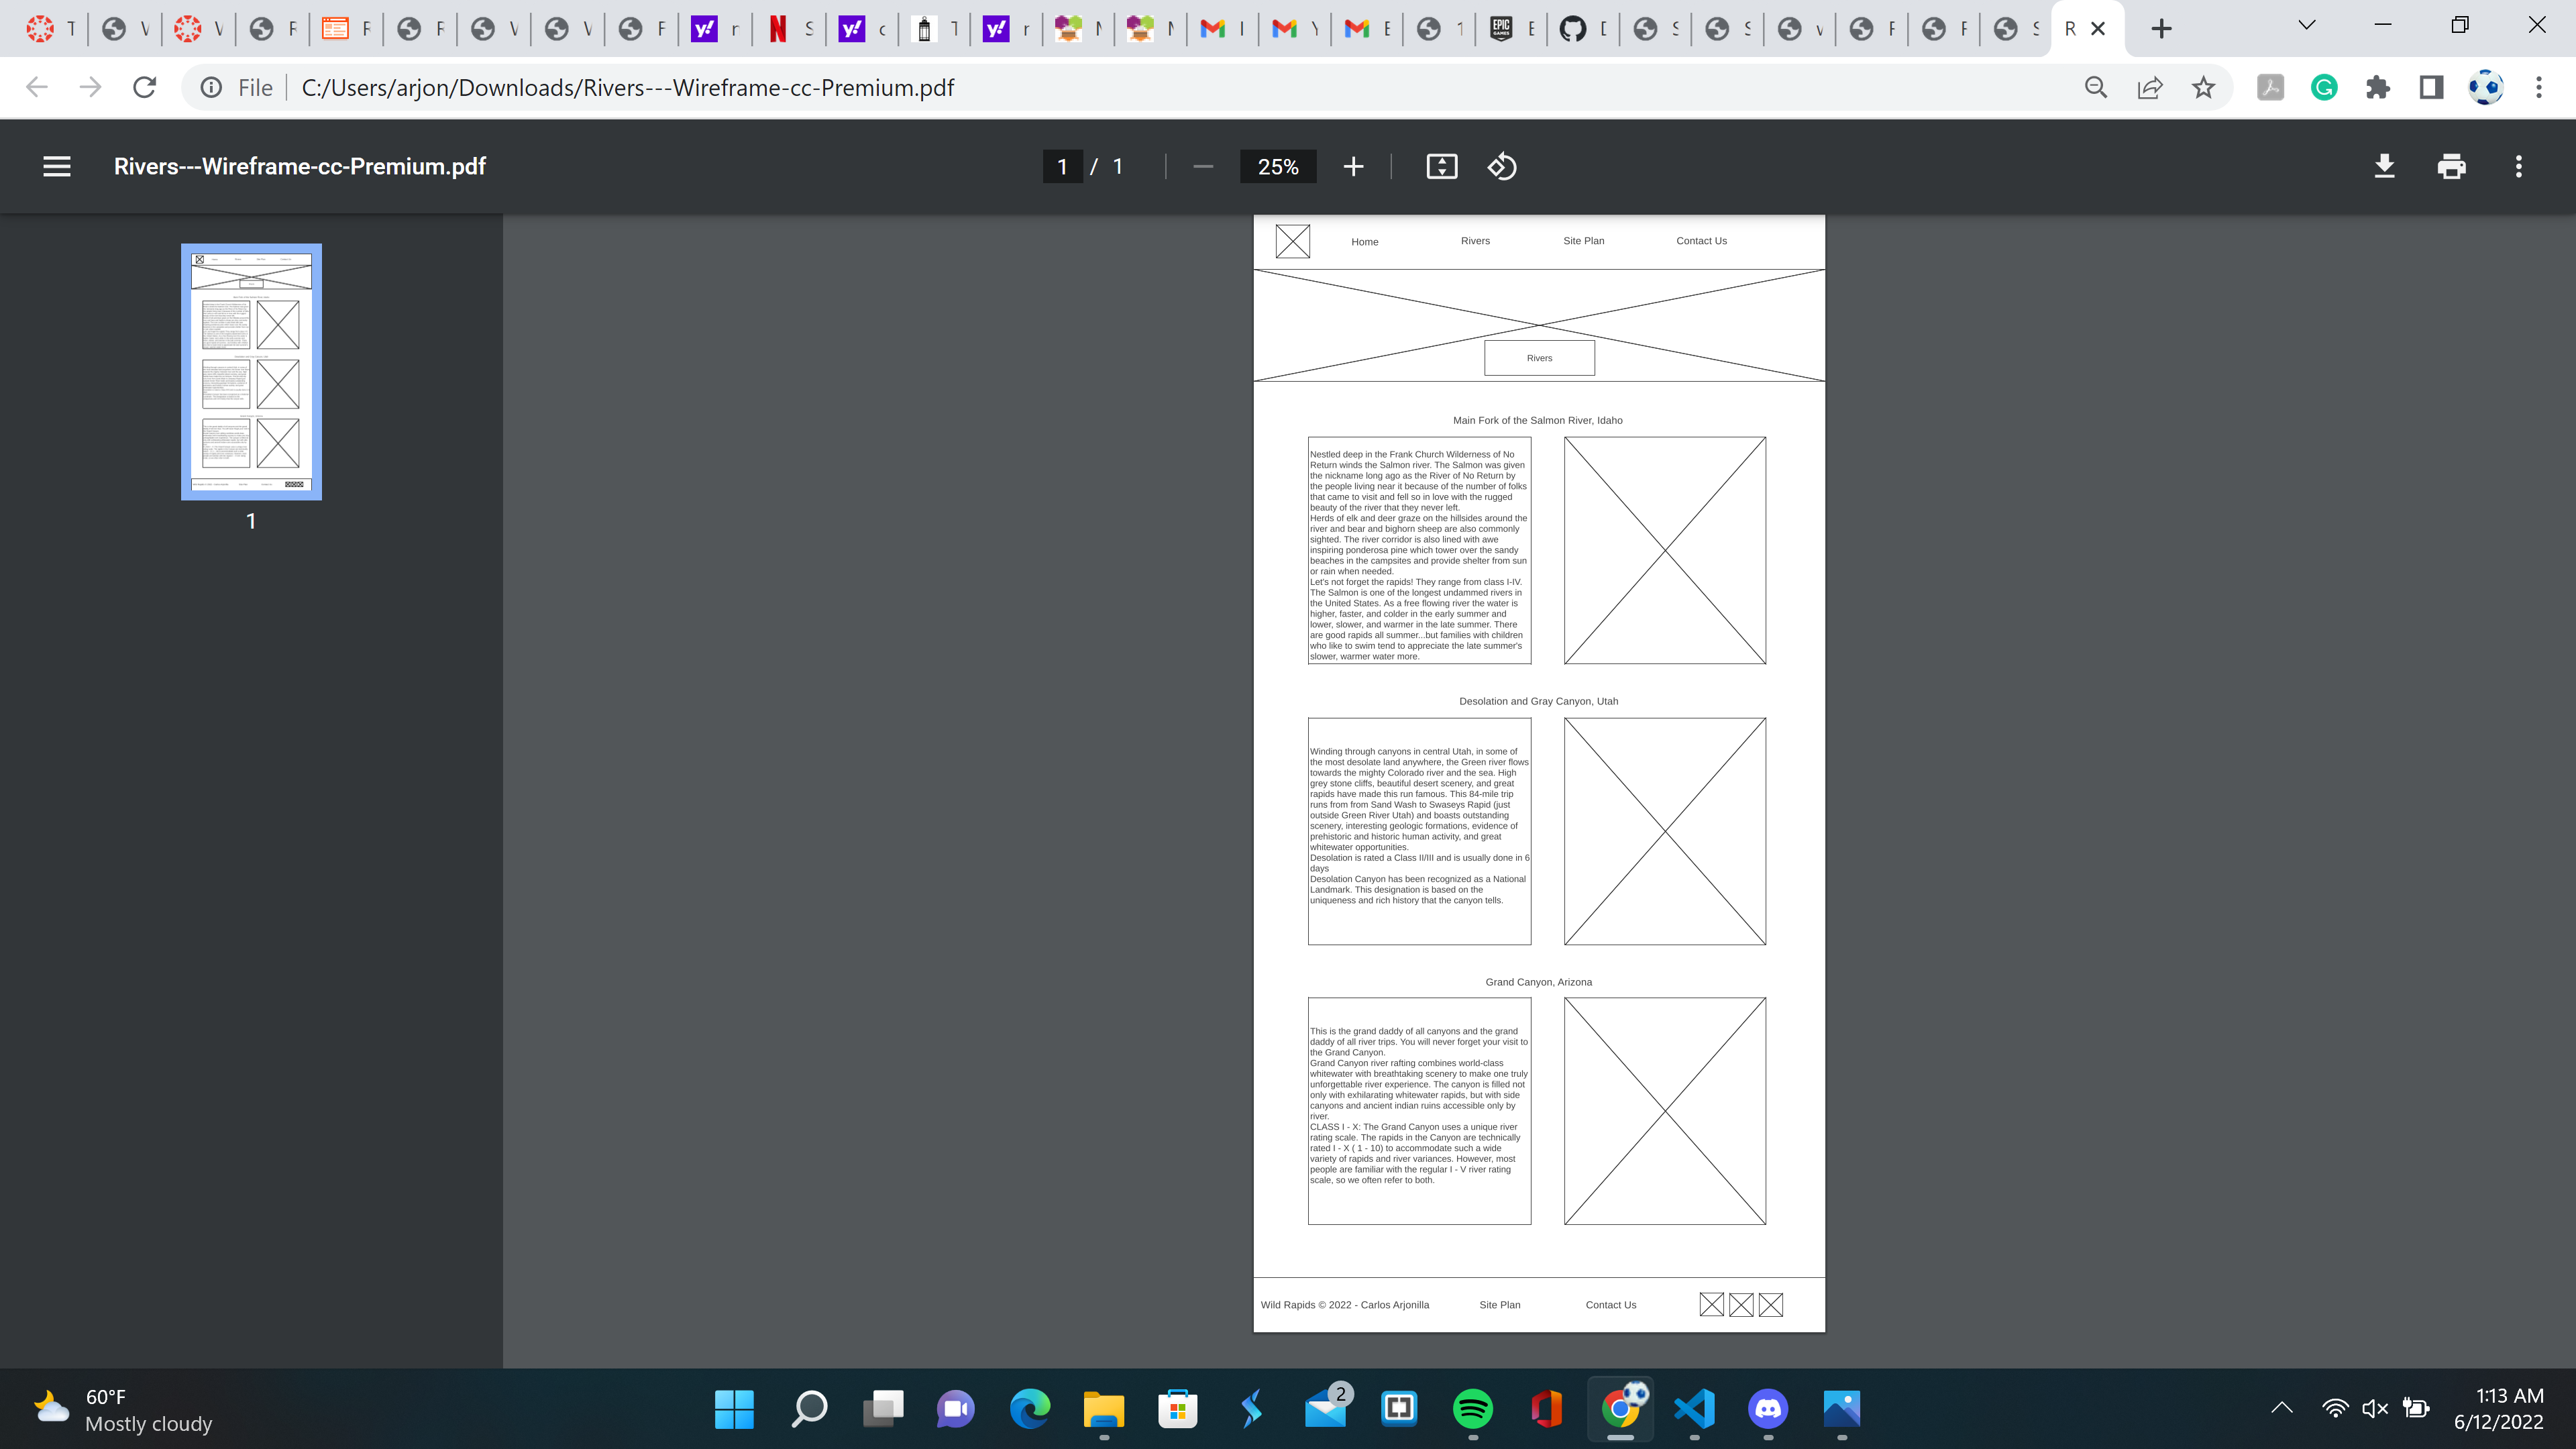 File
C:/Users/arjon/Downloads/Rivers---Wireframe-cc-Premium.pdf
Rivers---Wireframe-cc-Premium.pdf
1 / 1
25%
1
Home
Rivers
Site Plan
Contact Us
Rivers
Main Fork of the Salmon River, Idaho
Nestled deep in the Frank Church Wilderness of No
Return winds the Salmon river. The Salmon was given
the nickname long ago as the River of No Return by
the people living near it because of the number of folks
that came to visit and fell so in love with the rugged
beauty of the river that they never left.
Herds of elk and deer graze on the hillsides around the
river and bear and bighorn sheep are also commonly
sighted. The river corridor is also lined with awe
inspiring ponderosa pine which tower over the sandy
beaches in the campsites and provide shelter from sun
or rain when needed.
Let's not forget the rapids! They range from class I-IV.
The Salmon is one of the longest undammed rivers in
the United States. As a free flowing river the water is
higher, faster, and colder in the early summer and
lower, slower, and warmer in the late summer. There
are good rapids all summer...but families with children
who like to swim tend to appreciate the late summer's
slower, warmer water more.
Desolation and Gray Canyon, Utah
Winding through canyons in central Utah, in some of
the most desolate land anywhere, the Green river flows
towards the mighty Colorado river and the sea. High
grey stone cliffs, beautiful desert scenery, and great
rapids have made this run famous. This 84-mile trip
runs from from Sand Wash to Swaseys Rapid (just
outside Green River Utah) and boasts outstanding
scenery, interesting geologic formations, evidence of
prehistoric and historic human activity, and great
whitewater opportunities.
Desolation is rated a Class II/III and is usually done in 6
days
Desolation Canyon has been recognized as a National
Landmark. This designation is based on the
uniqueness and rich history that the canyon tells.
Grand Canyon, Arizona
This is the grand daddy of all canyons and the grand
daddy of all river trips. You will never forget your visit to
the Grand Canyon.
Grand Canyon river rafting combines world-class
whitewater with breathtaking scenery to make one truly
unforgettable river experience. The canyon is filled not
only with exhilarating whitewater rapids, but with side
canyons and ancient indian ruins accessible only by
river.
CLASS I - X: The Grand Canyon uses a unique river
rating scale. The rapids in the Canyon are technically
rated I - X ( 1 - 10) to accommodate such a wide
variety of rapids and river variances. However, most
people are familiar with the regular I - V river rating
scale, so we often refer to both.
Wild Rapids © 2022 - Carlos Arjonilla
Site Plan
Contact Us
60°F
Mostly cloudy
2
1:13 AM
6/12/2022